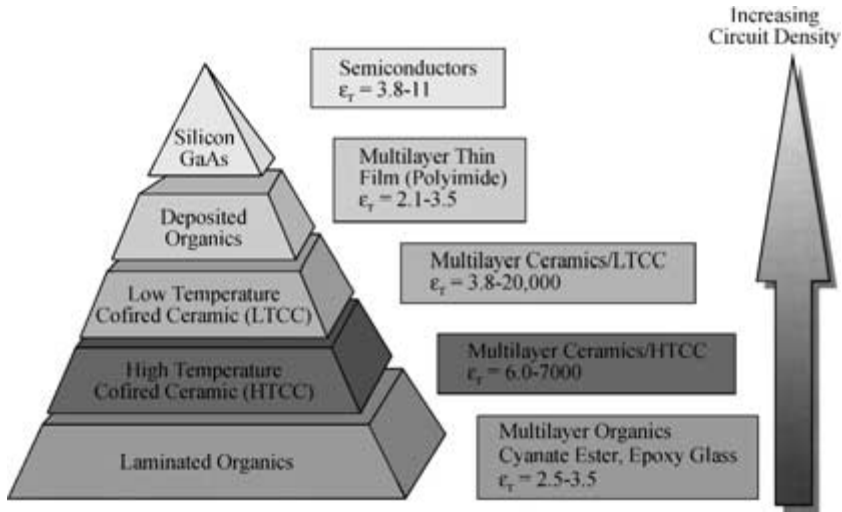 Increasing
Circuit Density
Semiconductors
εr = 3.8-11
Silicon
GaAs
Multilayer Thin
Film (Polyimide)
εr = 2.1-3.5
Deposited
Organics
Multilayer Ceramics/LTCC
εr = 3.8-20,000
Low Temperature
Cofired Ceramic (LTCC)
Multilayer Ceramics/HTCC
εr = 6.0-7000
High Temperature
Cofired Ceramic (HTCC)
Multilayer Organics
Cyanate Ester, Epoxy Glass
εr = 2.5-3.5
Laminated Organics